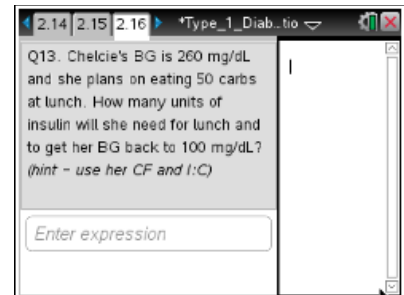 2.14 2.15 2.16 *Type_1_Diab..tio
Q13. Chelcie's BG is 260 mg/dL
and she plans on eating 50 carbs
at lunch. How many units of
insulin will she need for lunch and
to get her BG back to 100 mg/dL?
(hint – use her CF and I:C)
Enter expression